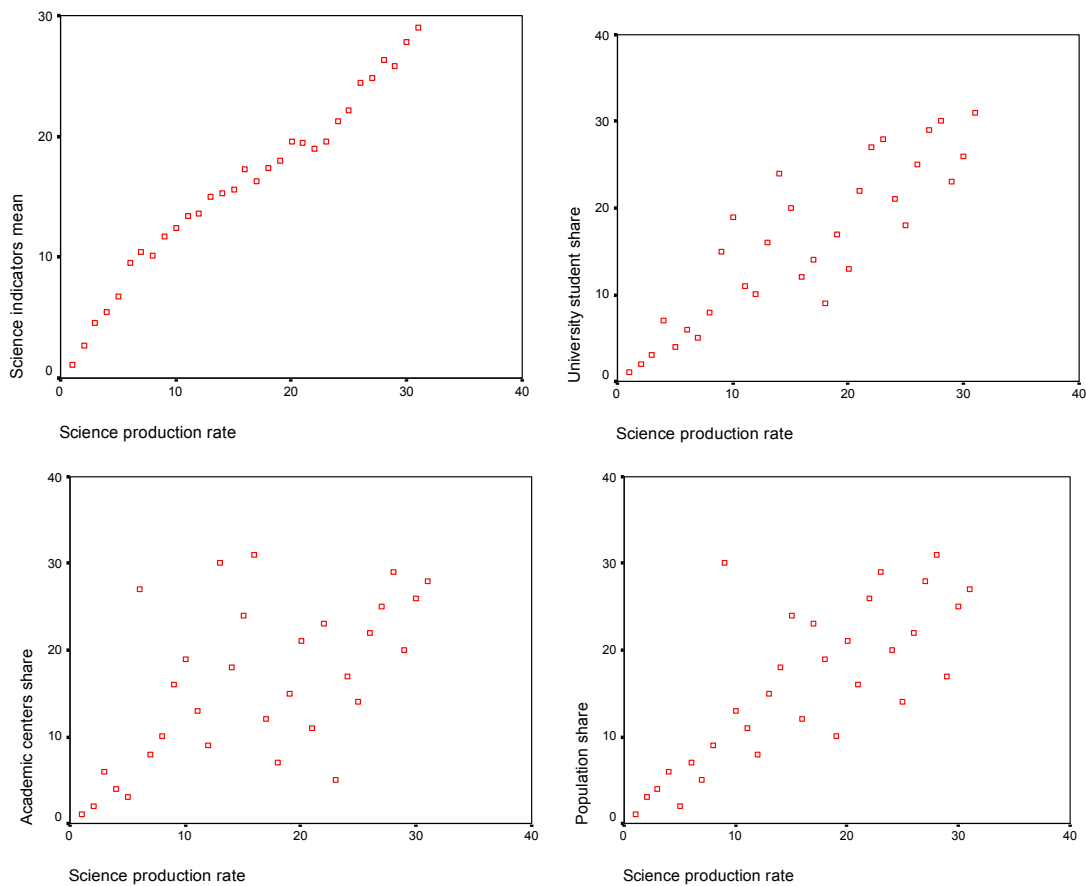 30
20
10
0
Science indicators mean
0 10 20 30 40
Science production rate
40
30
20
10
0
University student share
0 10 20 30 40
Science production rate
40
30
20
10
0
Academic centers share
0 10 20 30 40
Science production rate
40
30
20
10
0
Population share
0 10 20 30 40
Science production rate